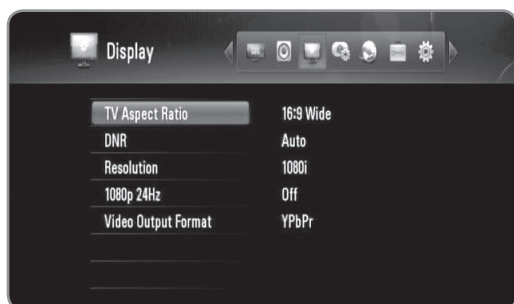 Display
TV Aspect Ratio 16:9 Wide
DNR Auto
Resolution 1080i
1080p 24Hz Off
Video Output Format YPbPr